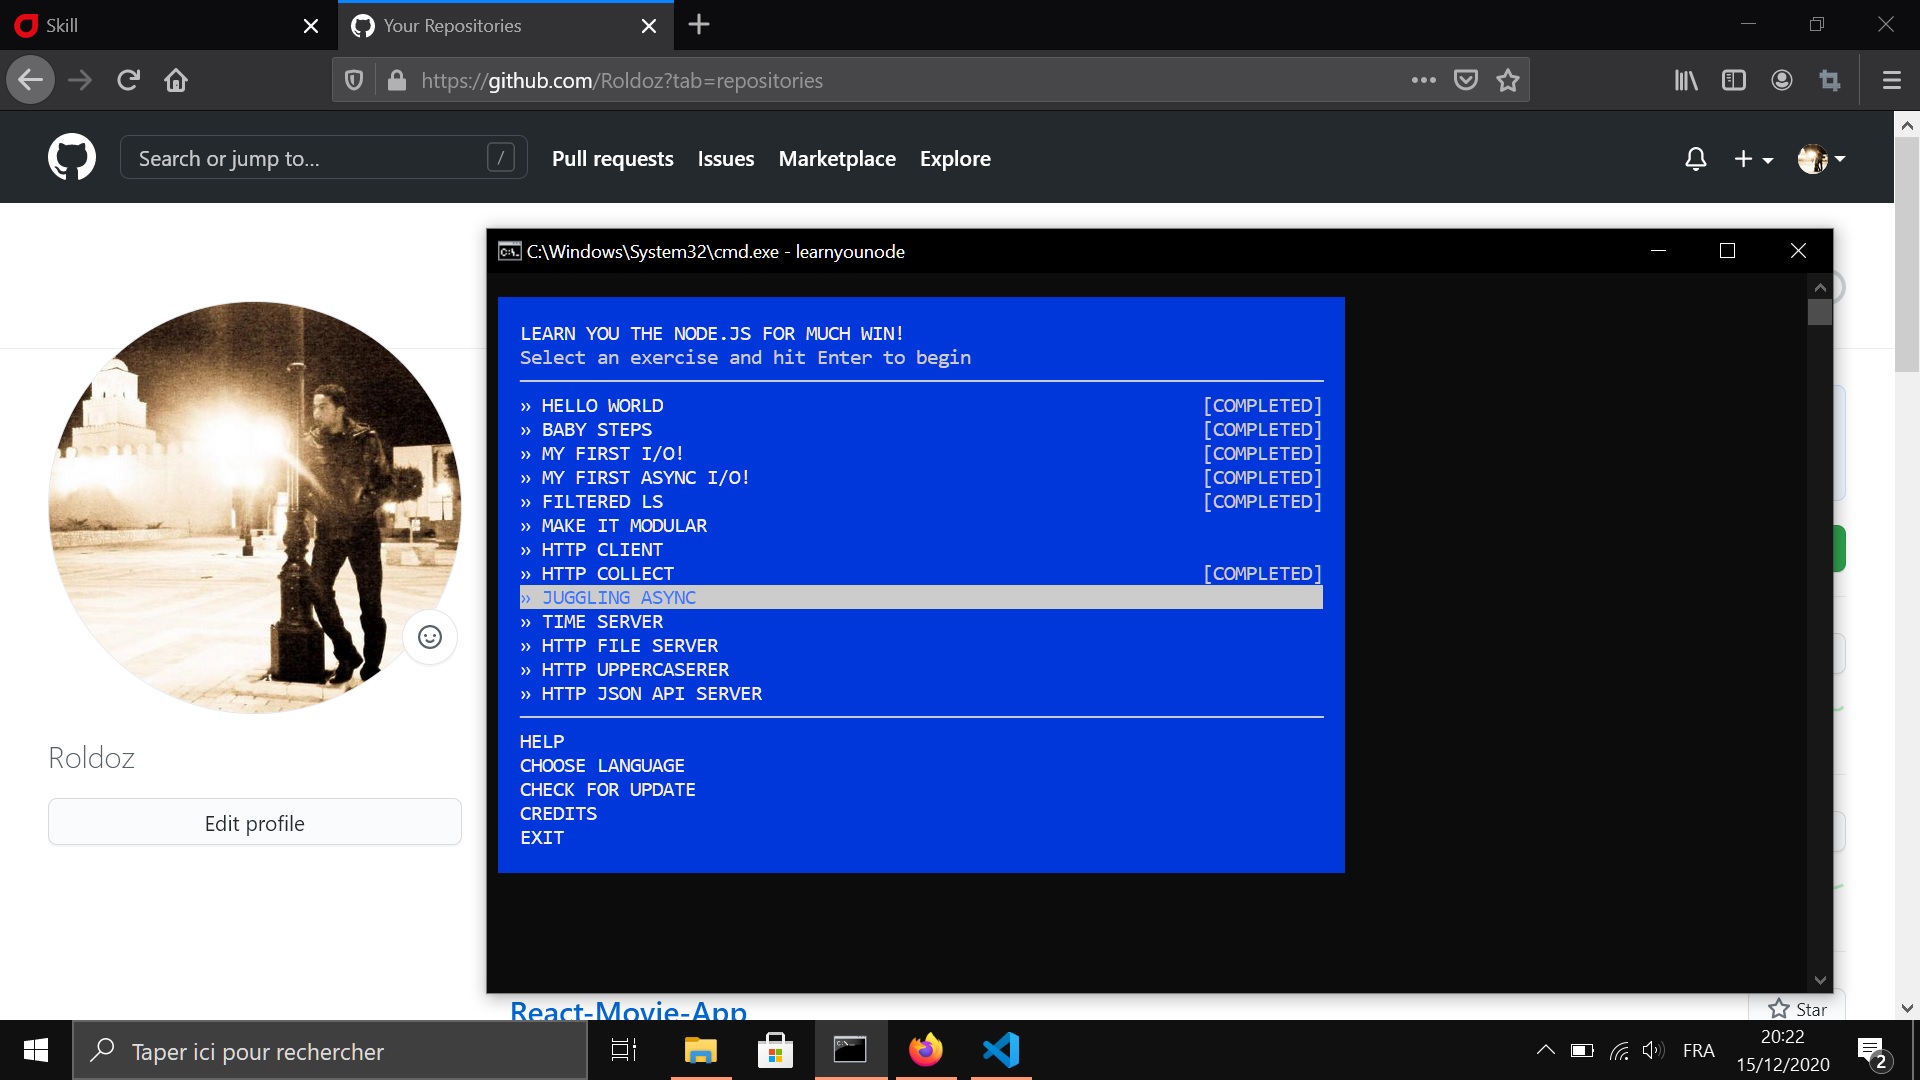 Skill
Your Repositories
https://github.com/Roldoz?tab=repositories
Search or jump to...
/
Pull requests
Issues
Marketplace
Explore
C:\Windows\System32\cmd.exe - learnyounode
LEARN YOU THE NODE.JS FOR MUCH WIN!
Select an exercise and hit Enter to begin
» HELLO WORLD [COMPLETED]
» BABY STEPS [COMPLETED]
» MY FIRST I/O! [COMPLETED]
» MY FIRST ASYNC I/O! [COMPLETED]
» FILTERED LS [COMPLETED]
» MAKE IT MODULAR
» HTTP CLIENT
» HTTP COLLECT [COMPLETED]
» JUGGLING ASYNC
» TIME SERVER
» HTTP FILE SERVER
» HTTP UPPERCASERER
» HTTP JSON API SERVER
HELP
CHOOSE LANGUAGE
CHECK FOR UPDATE
CREDITS
EXIT
Roldoz
Edit profile
React-Movie-App
Star
Taper ici pour rechercher
FRA
20:22
15/12/2020
2